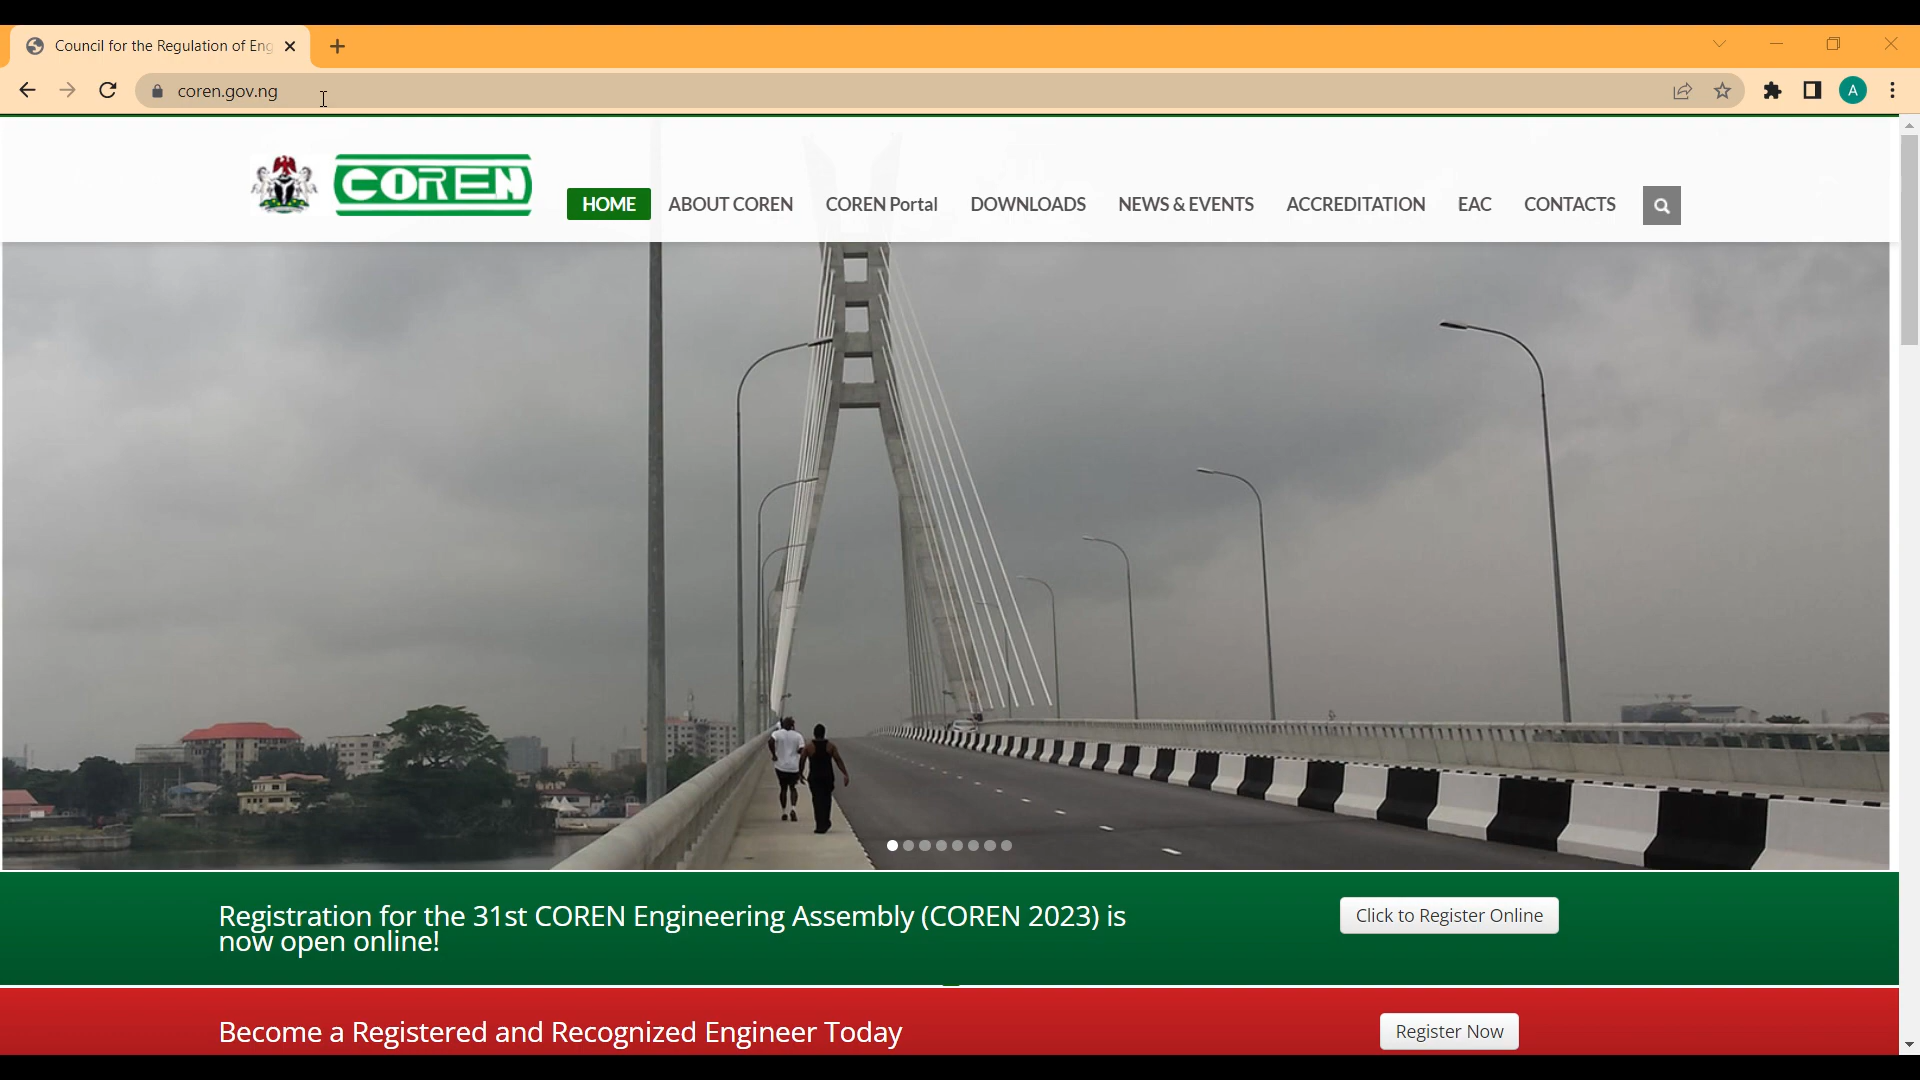 Council for the Regulation of Eng
coren.gov.ng
A
COREN
HOME ABOUT COREN COREN Portal DOWNLOADS NEWS & EVENTS ACCREDITATION EAC CONTACTS
Registration for the 31st COREN Engineering Assembly (COREN 2023) is
now open online!
Click to Register Online
Become a Registered and Recognized Engineer Today
Register Now